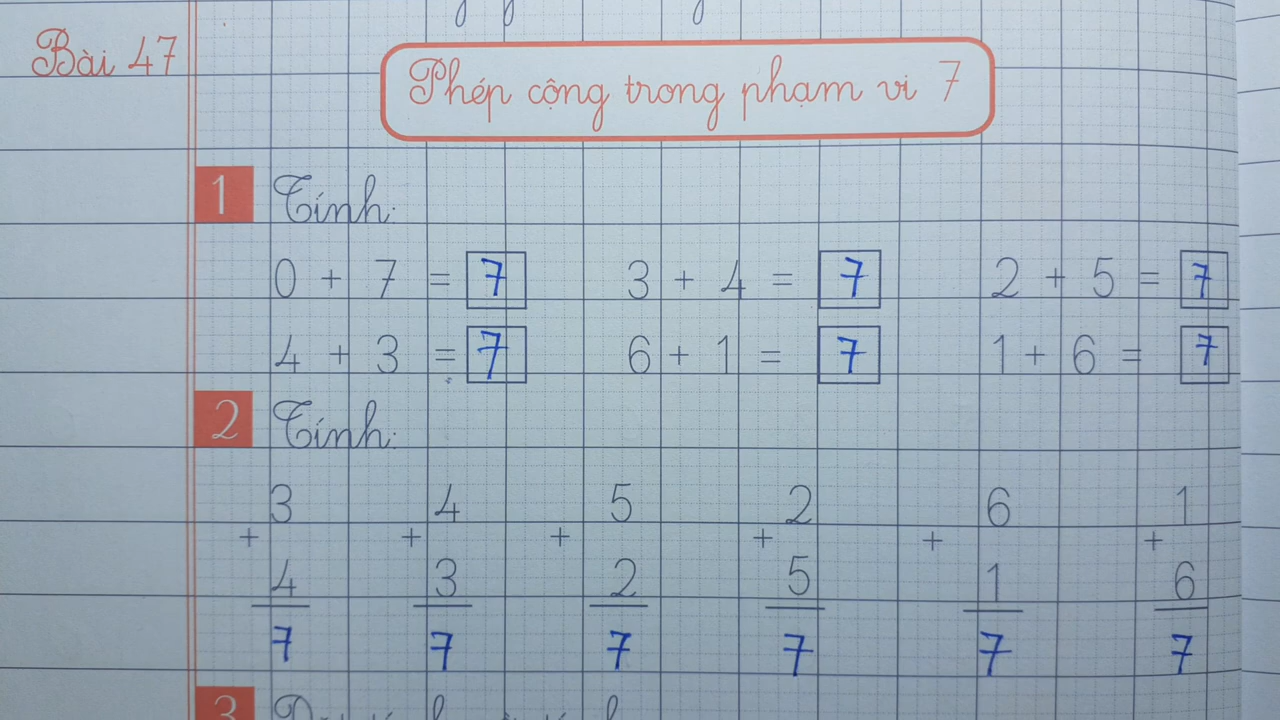 Bài 47
Phép cộng trong phạm vi 7
1 Tính:
0 + 7 = 7 3 + 4 = 7 2 + 5 = 7
4 + 3 = 7 6 + 1 = 7 1 + 6 = 7
2 Tính:
3 4 5 2 6 1
+ + + + + +
4 3 2 5 1 6
7 7 7 7 7 7
3